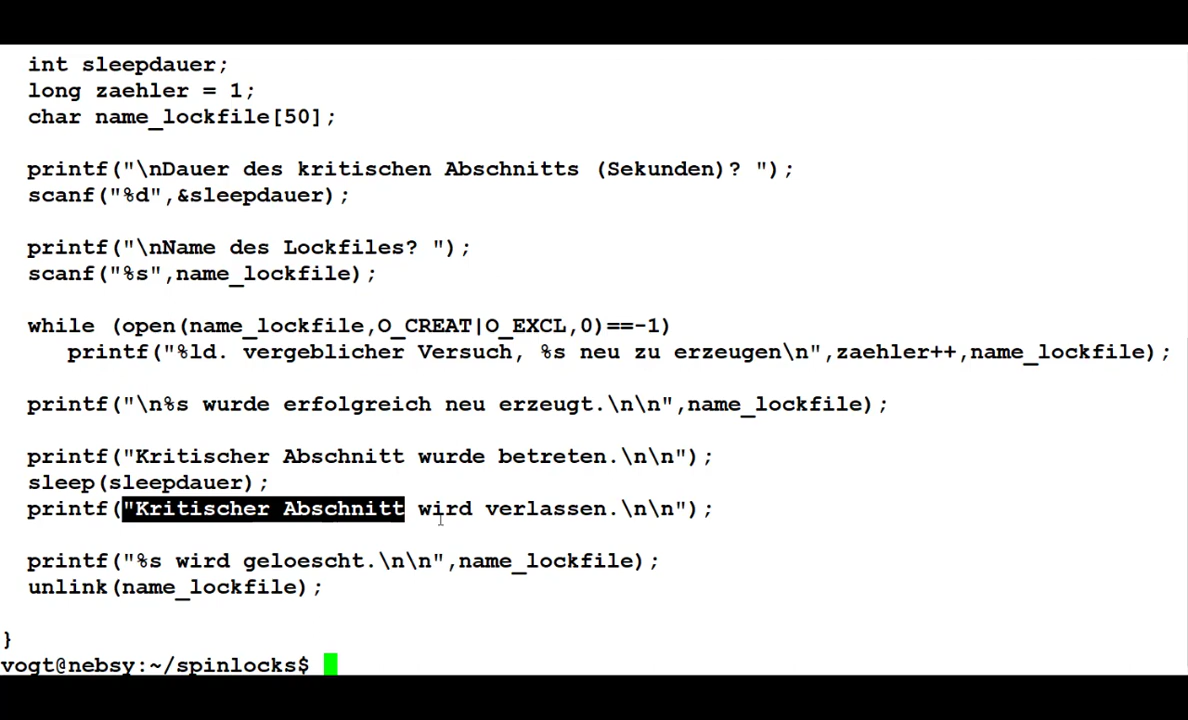 int sleepdauer;
long zaehler = 1;
char name_lockfile[50];
printf("\nDauer des kritischen Abschnitts (Sekunden)? ");
scanf("%d",&sleepdauer);
printf("\nName des Lockfiles? ");
scanf("%s",name_lockfile);
while (open(name_lockfile,O_CREAT|O_EXCL,0)==-1)
printf("%ld. vergeblicher Versuch, %s neu zu erzeugen\n",zaehler++,name_lockfile);
printf("\n%s wurde erfolgreich neu erzeugt.\n\n",name_lockfile);
printf("Kritischer Abschnitt wurde betreten.\n\n");
sleep(sleepdauer);
printf("Kritischer Abschnitt wird verlassen.\n\n");
printf("%s wird geloescht.\n\n",name_lockfile);
unlink(name_lockfile);
}
vogt@nebsy:~/spinlocks$